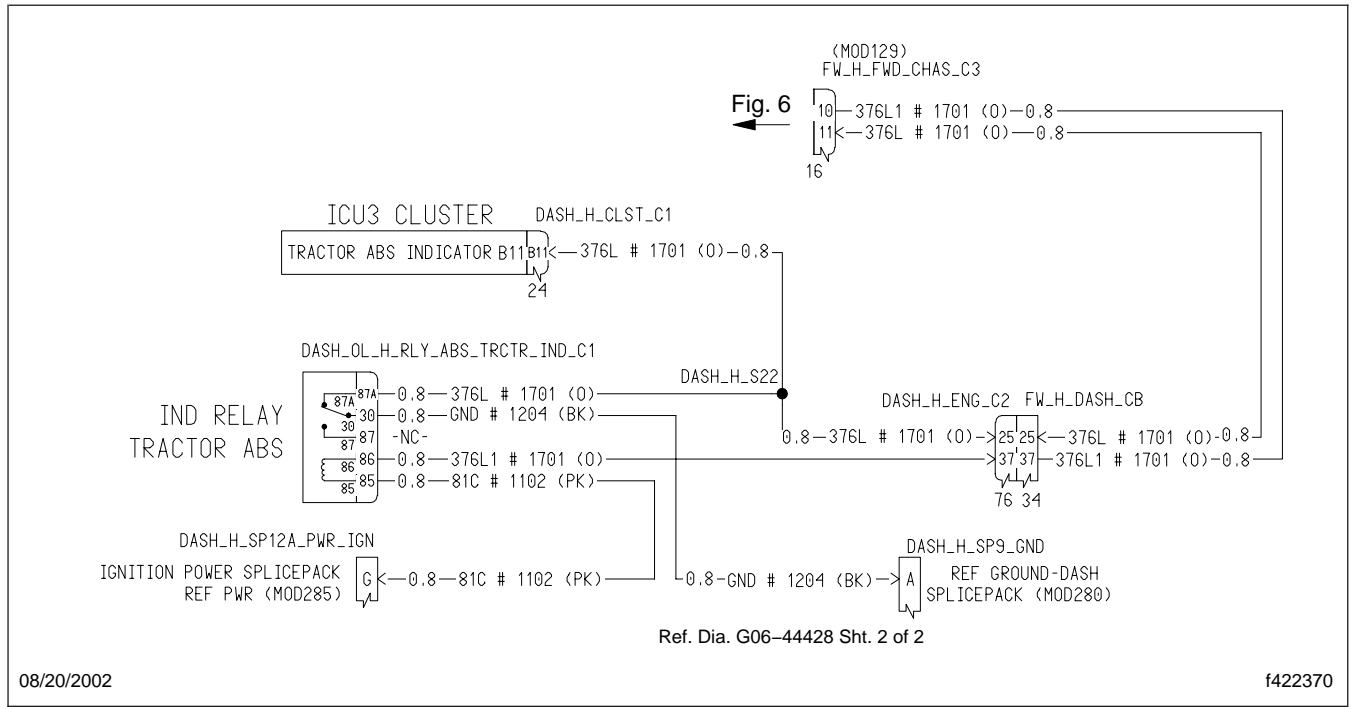 (MOD129)
FW_H_FWD_CHAS_C3
Fig. 6
10 376L1 # 1701 (O) 0.8
11 376L # 1701 (O) 0.8
16
ICU3 CLUSTER
DASH_H_CLST_C1
TRACTOR ABS INDICATOR B11 B11 376L # 1701 (O) 0.8
24
DASH_OL_H_RLY_ABS_TRCTR_IND_C1
DASH_H_S22
IND RELAY
TRACTOR ABS
87A 87A 0.8 376L # 1701 (O)
30 30 0.8 GND # 1204 (BK)
87 87 -NC-
86 86 0.8 376L1 # 1701 (O)
85 85 0.8 81C # 1102 (PK)
DASH_H_ENG_C2 FW_H_DASH_CB
0.8 376L # 1701 (O) 25 25 376L # 1701 (O) 0.8
37 37 376L1 # 1701 (O) 0.8
76 34
DASH_H_SP12A_PWR_IGN
IGNITION POWER SPLICEPACK
REF PWR (MOD285)
G 0.8 81C # 1102 (PK)
DASH_H_SP9_GND
0.8 GND # 1204 (BK) A
REF GROUND-DASH
SPLICEPACK (MOD280)
Ref. Dia. G06–44428 Sht. 2 of 2
08/20/2002
f422370